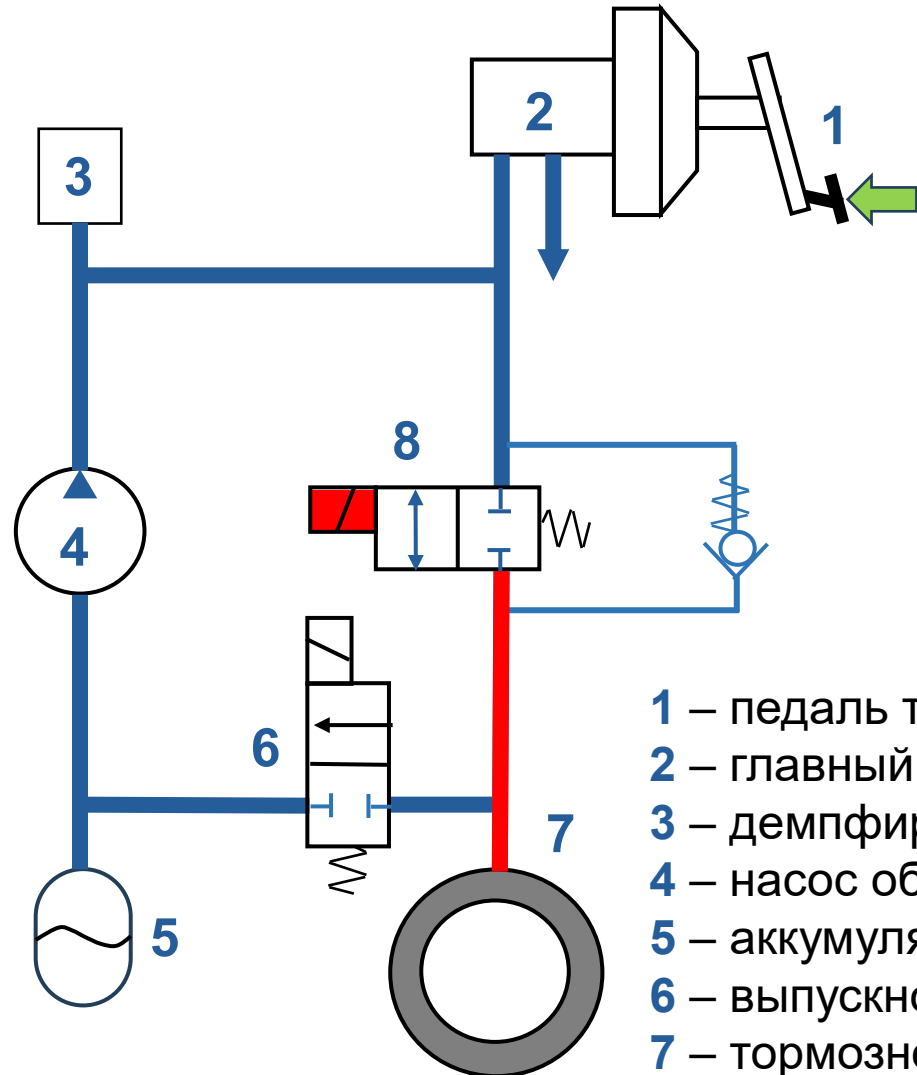 2
1
3
8
4
6
7
5
1 – педаль т
2 – главный
3 – демпфир
4 – насос об
5 – аккумуля
6 – выпускно
7 – тормозно